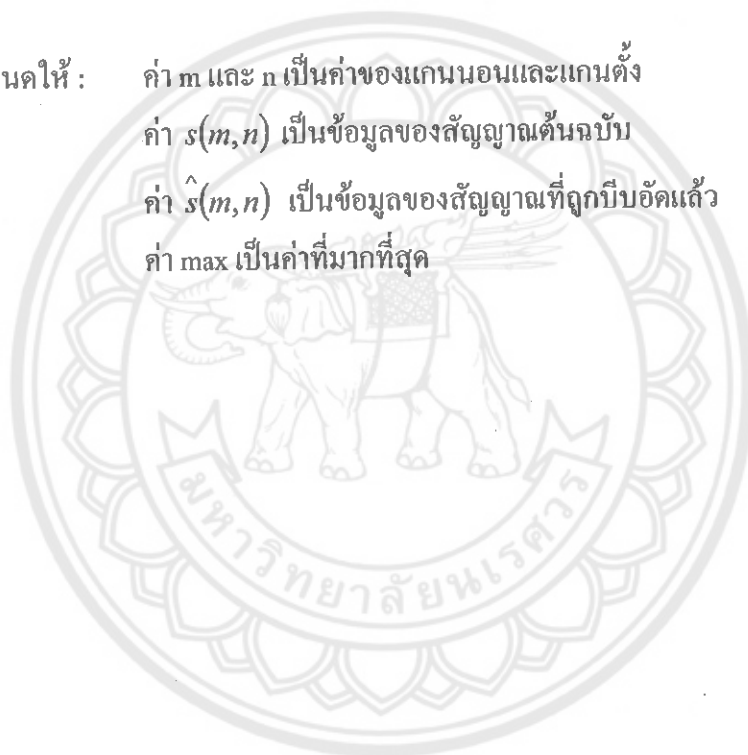 นดให้ : ค่า m และ n เป็นค่าของแกนนอนและแกนตั้ง
ค่า s(m,n) เป็นข้อมูลของสัญญาณต้นฉบับ
ค่า ŝ(m,n) เป็นข้อมูลของสัญญาณที่ถูกบีบอัดแล้ว
ค่า max เป็นค่าที่มากที่สุด
มหาวิทยาลัยนเรศวร